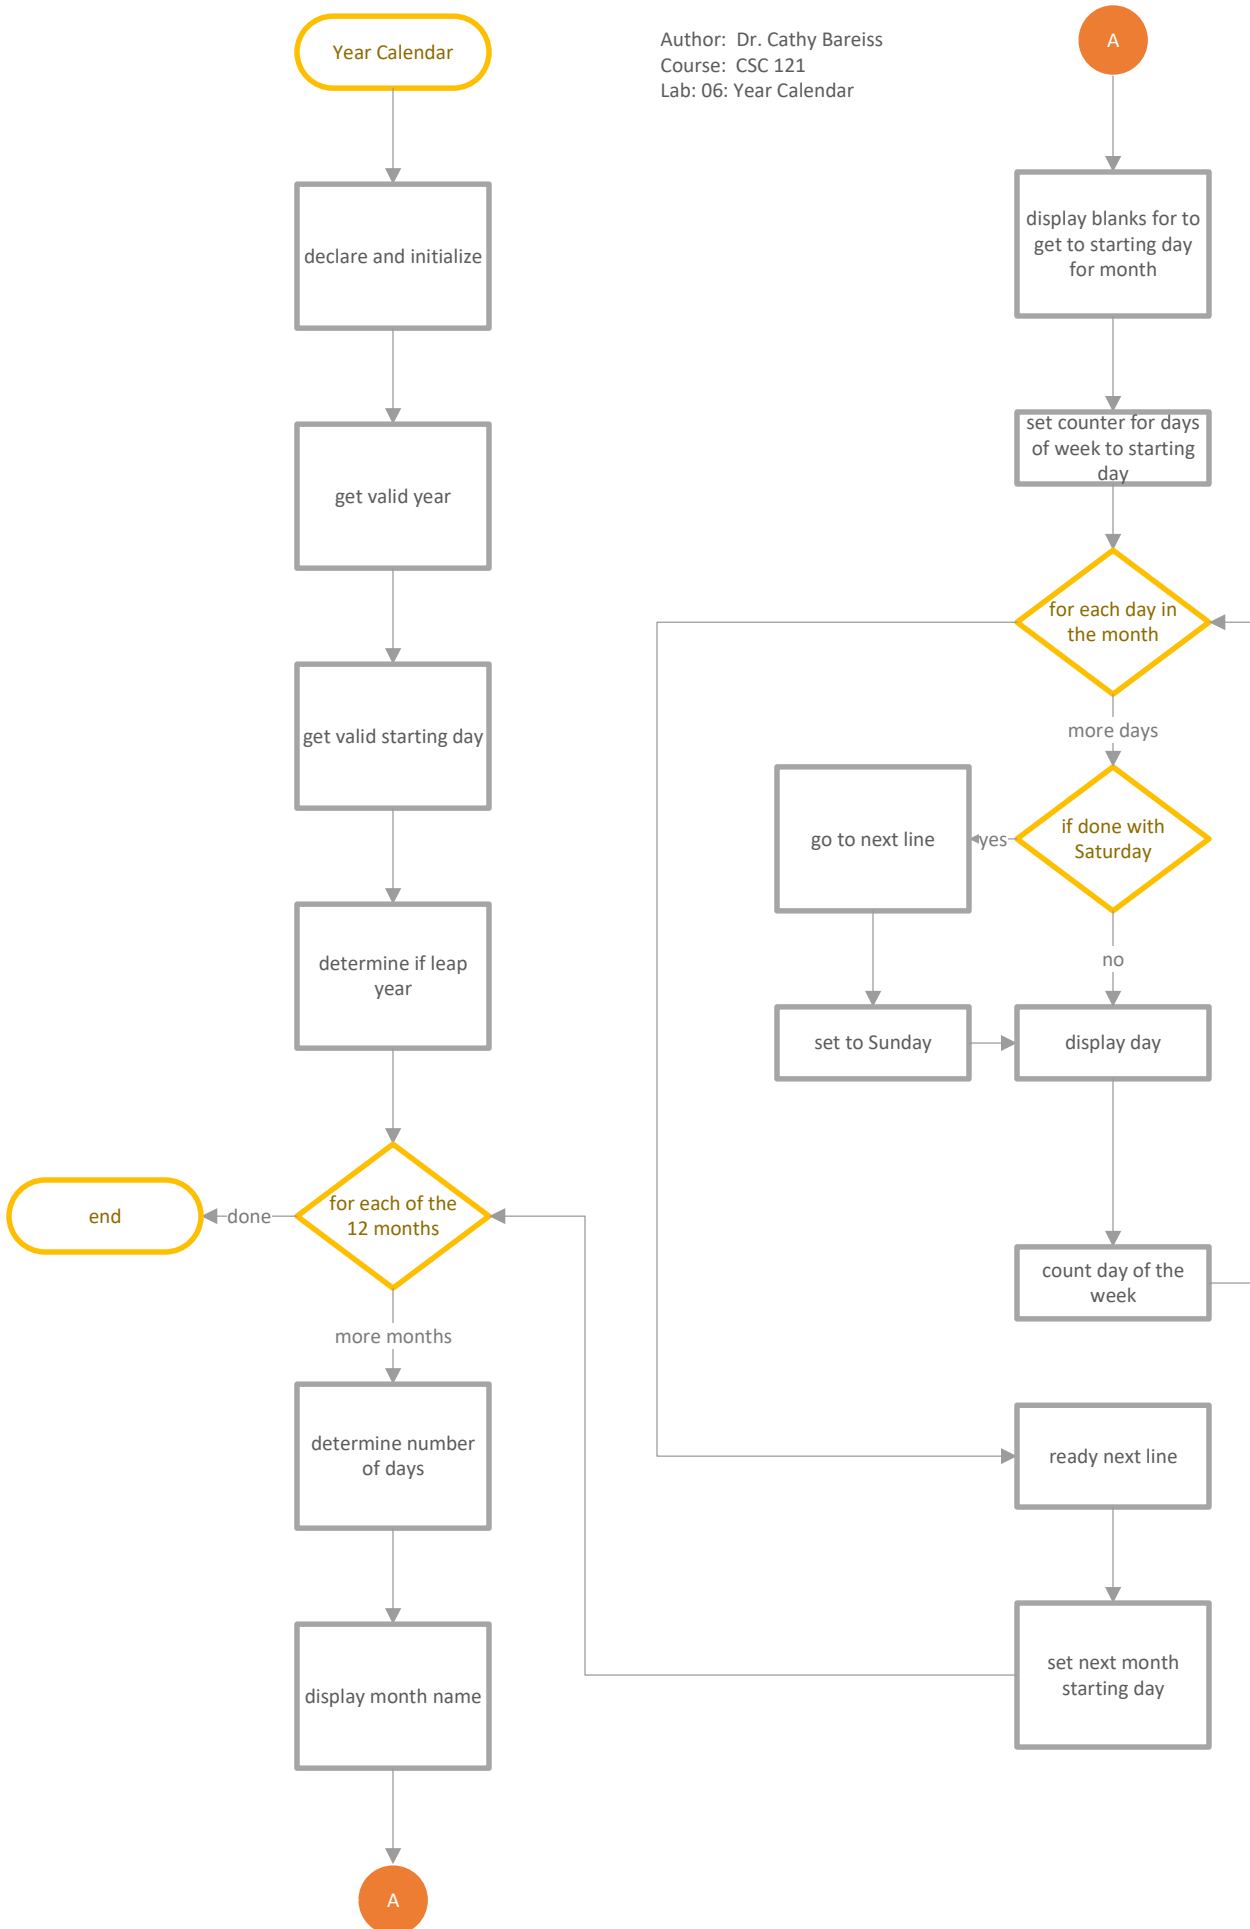 Year Calendar
Author: Dr. Cathy Bareiss
Course: CSC 121
Lab: 06: Year Calendar
declare and initialize
get valid year
get valid starting day
determine if leap
year
for each of the
12 months
done
end
more months
determine number
of days
display month name
A
A
display blanks for to
get to starting day
for month
set counter for days
of week to starting
day
for each day in
the month
more days
if done with
Saturday
yes
go to next line
no
set to Sunday
display day
count day of the
week
ready next line
set next month
starting day